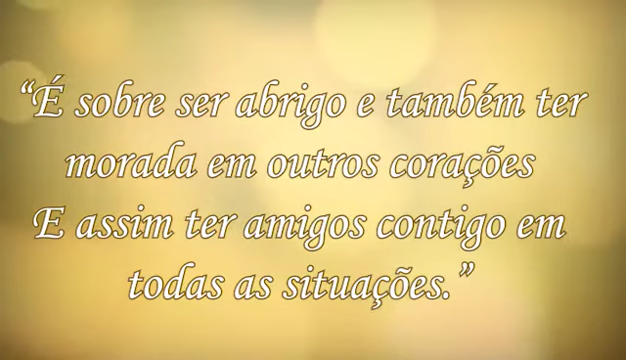 “É sobre ser abrigo e também ter
morada em outros corações
E assim ter amigos contigo em
todas as situações.”